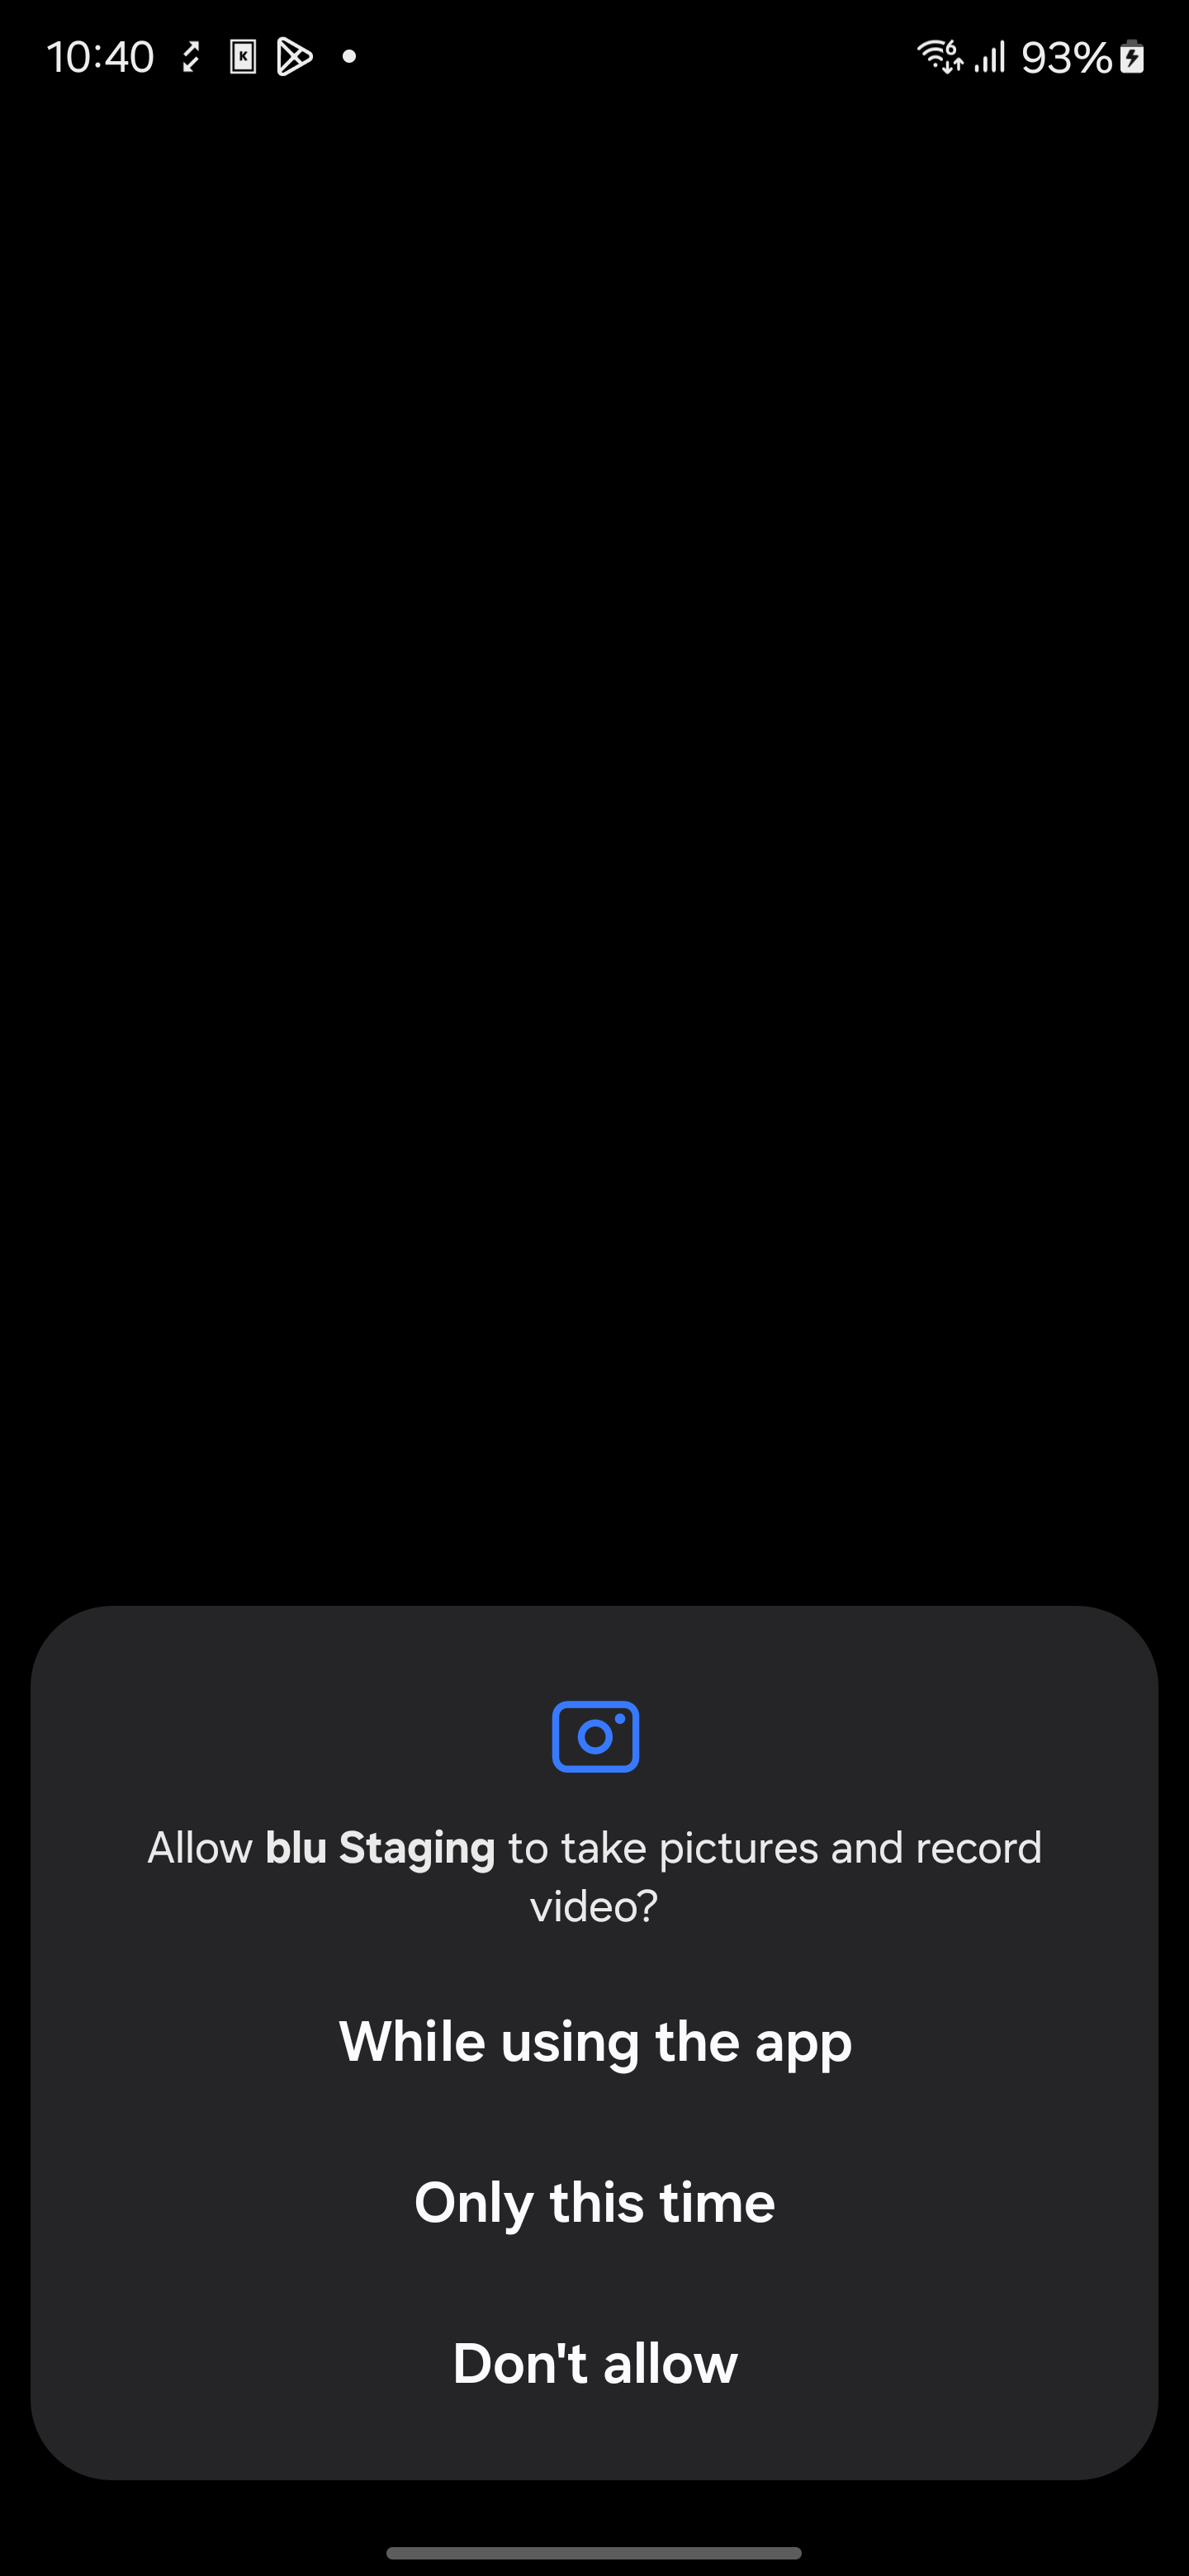 10:40
K
6
93%
Allow blu Staging to take pictures and record
video?
While using the app
Only this time
Don't allow